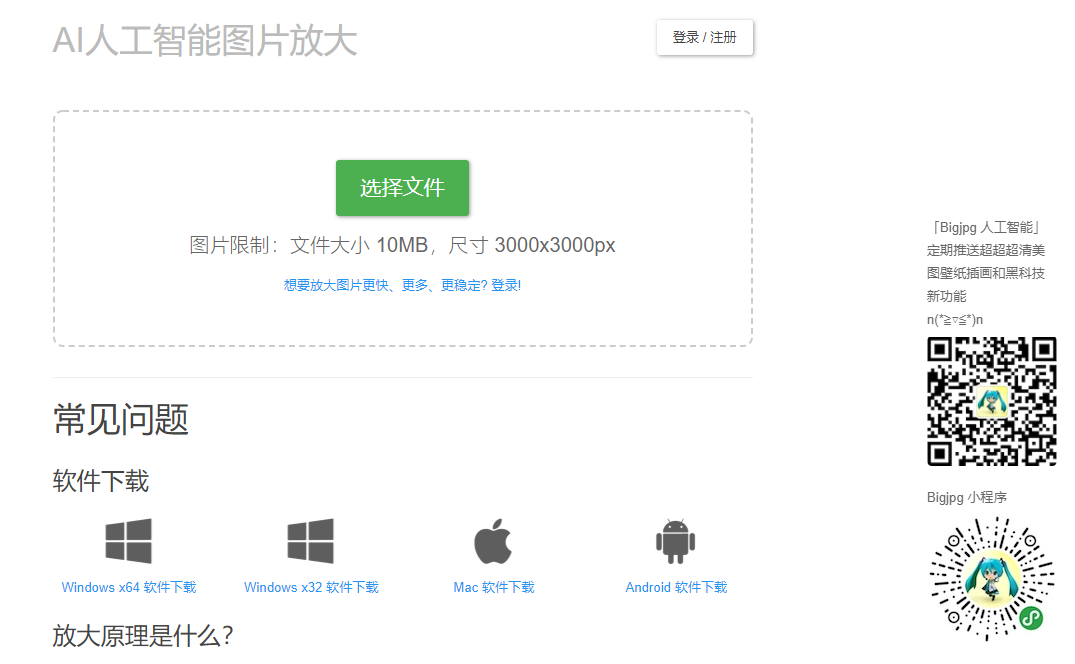 AI人工智能图片放大
登录 / 注册
选择文件
图片限制：文件大小 10MB，尺寸 3000x3000px
想要放大图片更快、更多、更稳定? 登录!
常见问题
软件下载
Windows x64 软件下载
Windows x32 软件下载
Mac 软件下载
Android 软件下载
放大原理是什么？
「Bigjpg 人工智能」
定期推送超超超清美
图壁纸插画和黑科技
新功能
n(*≧▽≦*)n
Bigjpg 小程序